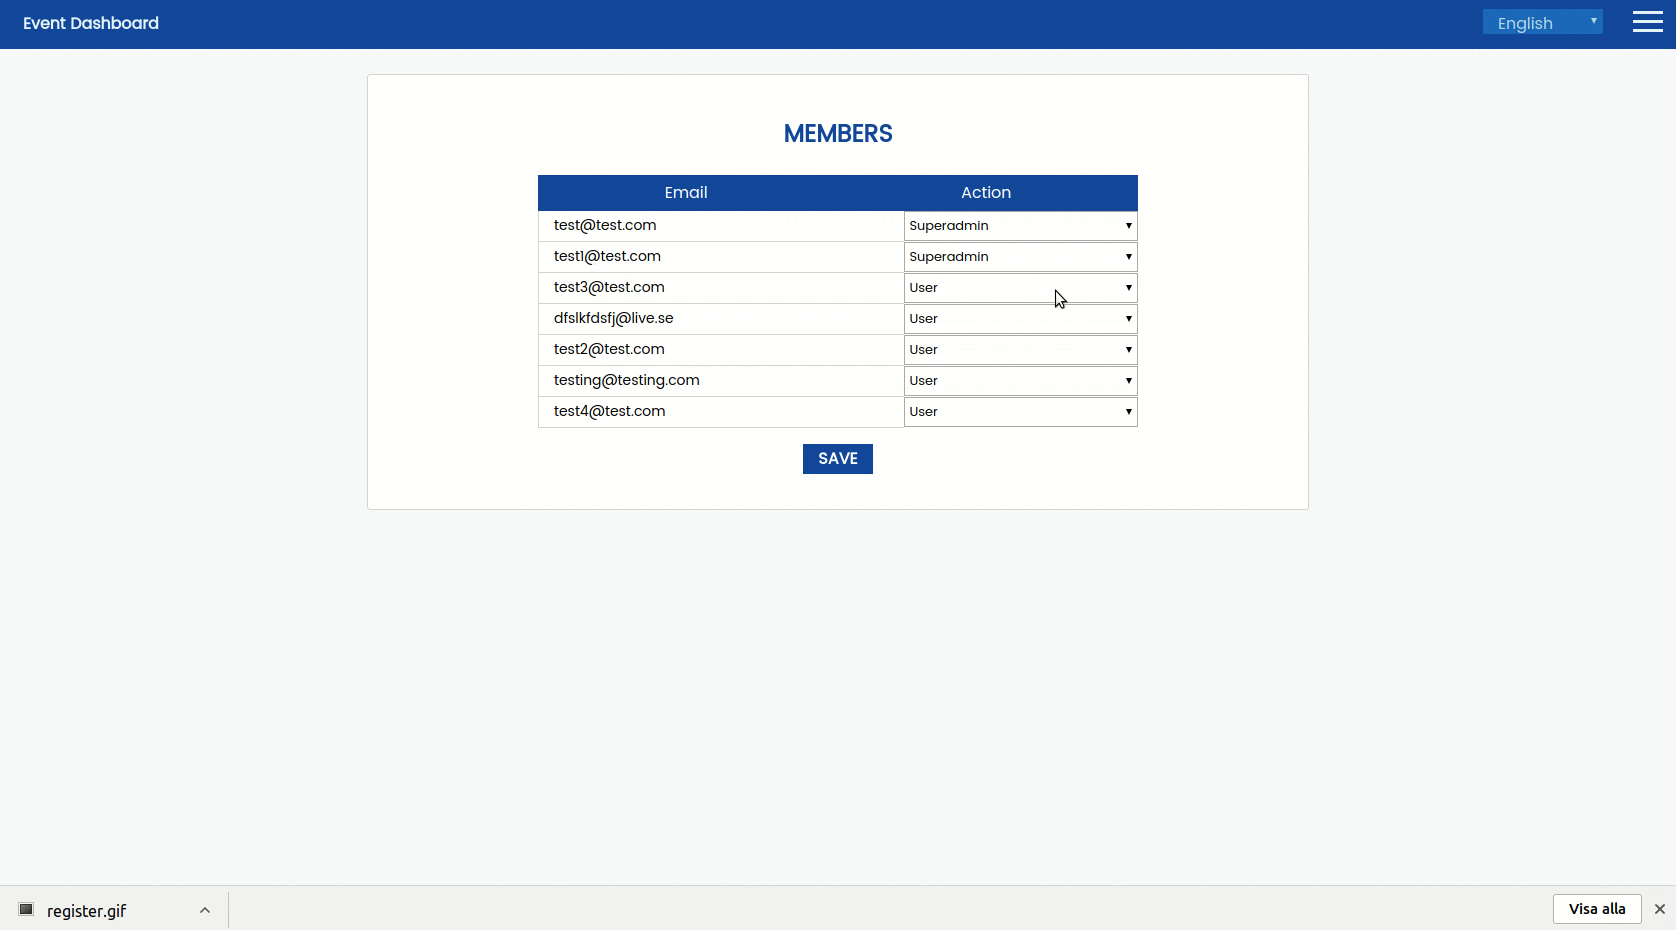 Event Dashboard English
MEMBERS
Email Action
test@test.com Superadmin
test1@test.com Superadmin
test3@test.com User
dfslkfdsfj@live.se User
test2@test.com User
testing@testing.com User
test4@test.com User
SAVE
register.gif Visa alla